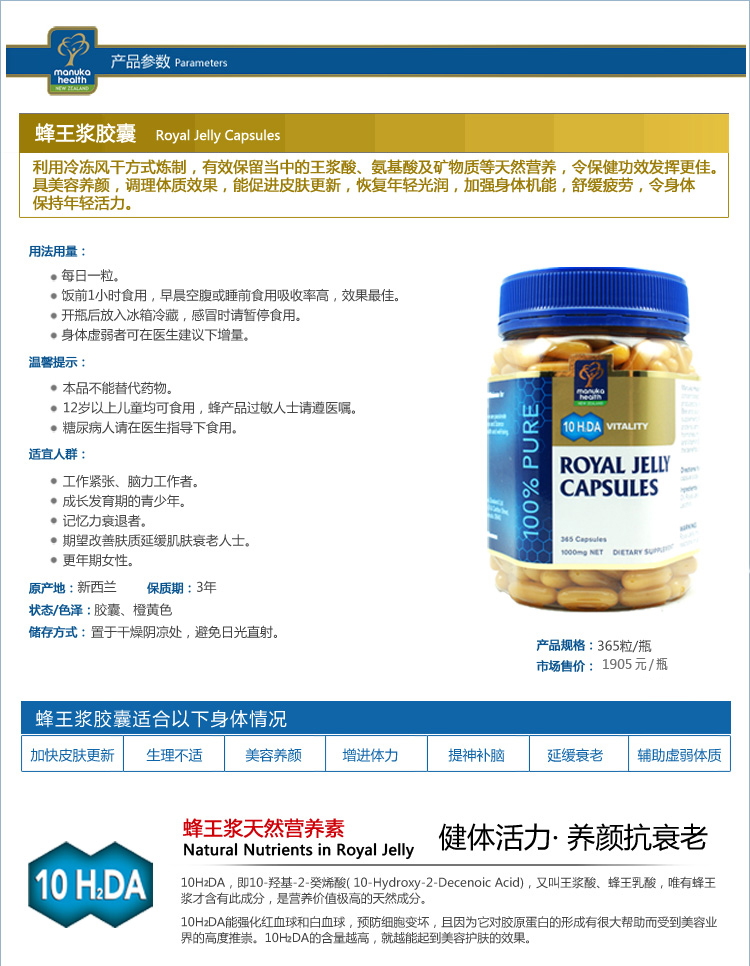 manuka
health
NEW ZEALAND
产品参数 Parameters
蜂王浆胶囊 Royal Jelly Capsules
利用冷冻风干方式炼制，有效保留当中的王浆酸、氨基酸及矿物质等天然营养，令保健功效发挥更佳。
具美容养颜，调理体质效果，能促进皮肤更新，恢复年轻光润，加强身体机能，舒缓疲劳，令身体
保持年轻活力。
用法用量：
● 每日一粒。
● 饭前1小时食用，早晨空腹或睡前食用吸收率高，效果最佳。
● 开瓶后放入冰箱冷藏，感冒时请暂停食用。
● 身体虚弱者可在医生建议下增量。
温馨提示：
● 本品不能替代药物。
● 12岁以上儿童均可食用，蜂产品过敏人士请遵医嘱。
● 糖尿病人请在医生指导下食用。
适宜人群：
● 工作紧张、脑力工作者。
● 成长发育期的青少年。
● 记忆力衰退者。
● 期望改善肤质延缓肌肤衰老人士。
● 更年期女性。
原产地：新西兰 保质期：3年
状态/色泽：胶囊、橙黄色
储存方式：置于干燥阴凉处，避免日光直射。
manuka
health
NEW ZEALAND
100% PURE
10 H2DA VITALITY
ROYAL JELLY
CAPSULES
365 Capsules
1000mg NET DIETARY SUPPLEMENT
产品规格：365粒/瓶
市场售价：1905元/瓶
蜂王浆胶囊适合以下身体情况
加快皮肤更新 生理不适 美容养颜 增进体力 提神补脑 延缓衰老 辅助虚弱体质
10 H2DA
蜂王浆天然营养素
Natural Nutrients in Royal Jelly
健体活力·养颜抗衰老
10H2DA，即10-羟基-2-癸烯酸( 10-Hydroxy-2-Decenoic Acid)，又叫王浆酸、蜂王乳酸，唯有蜂王
浆才含有此成分，是营养价值极高的天然成分。
10H2DA能强化红血球和白血球，预防细胞变坏，且因为它对胶原蛋白的形成有很大帮助而受到美容业
界的高度推崇。10H2DA的含量越高，就越能起到美容护肤的效果。